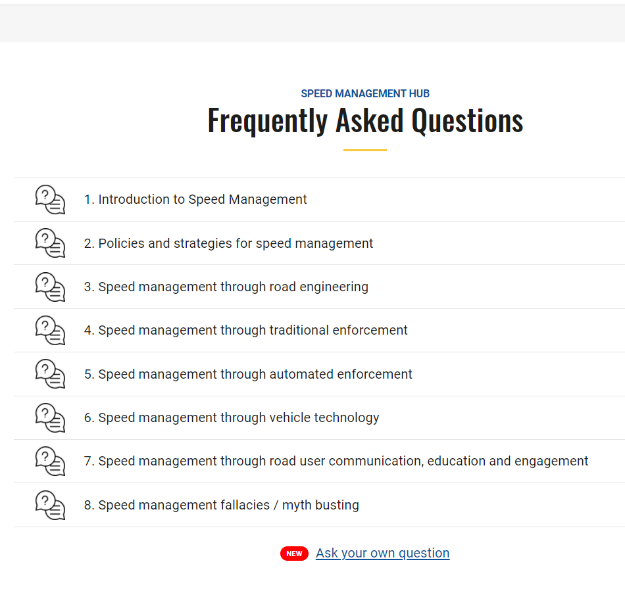 SPEED MANAGEMENT HUB
Frequently Asked Questions
1. Introduction to Speed Management
2. Policies and strategies for speed management
3. Speed management through road engineering
4. Speed management through traditional enforcement
5. Speed management through automated enforcement
6. Speed management through vehicle technology
7. Speed management through road user communication, education and engagement
8. Speed management fallacies / myth busting
NEW Ask your own question